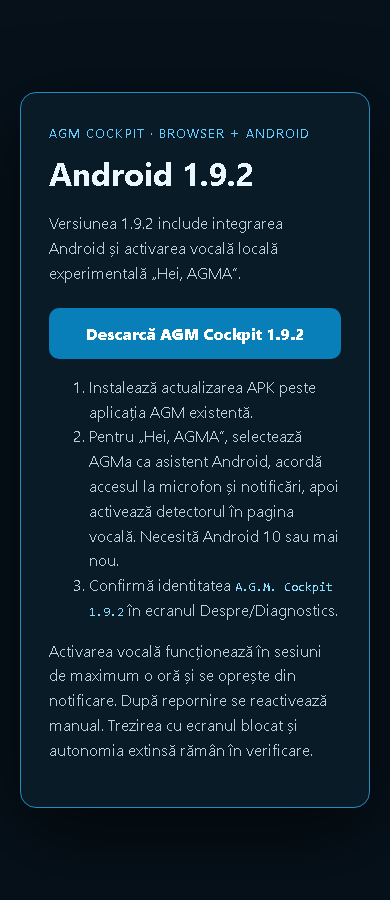 AGM COCKPIT · BROWSER + ANDROID
Android 1.9.2
Versiunea 1.9.2 include integrarea
Android și activarea vocală locală
experimentală „Hei, AGMA”.
Descarcă AGM Cockpit 1.9.2
1. Instalează actualizarea APK peste
aplicația AGM existentă.
2. Pentru „Hei, AGMA”, selectează
AGMa ca asistent Android, acordă
accesul la microfon și notificări, apoi
activează detectorul în pagina
vocală. Necesită Android 10 sau mai
nou.
3. Confirmă identitatea A.G.M. Cockpit
1.9.2 în ecranul Despre/Diagnostics.
Activarea vocală funcționează în sesiuni
de maximum o oră și se oprește din
notificare. După repornire se reactivează
manual. Trezirea cu ecranul blocat și
autonomia extinsă rămân în verificare.